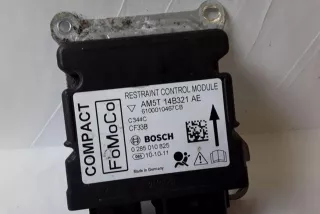 COMPACT
FoMoCo
RESTRAINT CONTROL MODULE
AM5T 14B321 AE
6100010467CB
C344C
CF33B
BOSCH
0 285 010 825
10-10-11
Made in Germany